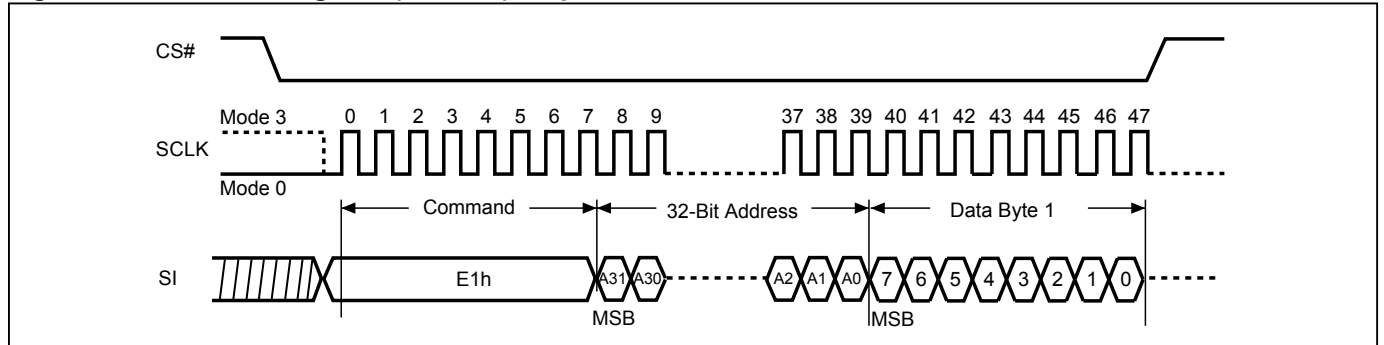 CS#
Mode 3 0 1 2 3 4 5 6 7 8 9 37 38 39 40 41 42 43 44 45 46 47
SCLK
Mode 0
Command 32-Bit Address Data Byte 1
SI E1h A31 A30 A2 A1 A0 7 6 5 4 3 2 1 0
MSB MSB